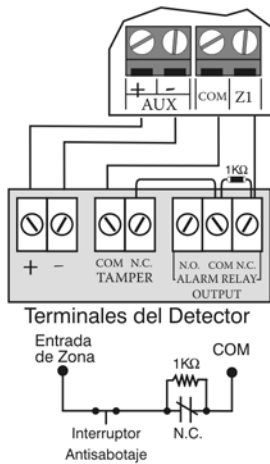 + -
AUX
COM Z1
1KΩ
+ -
COM N.C.
TAMPER
N.O. COM N.C.
ALARM RELAY
OUTPUT
Terminales del Detector
Entrada
de Zona
COM
1KΩ
Interruptor
Antisabotaje
N.C.